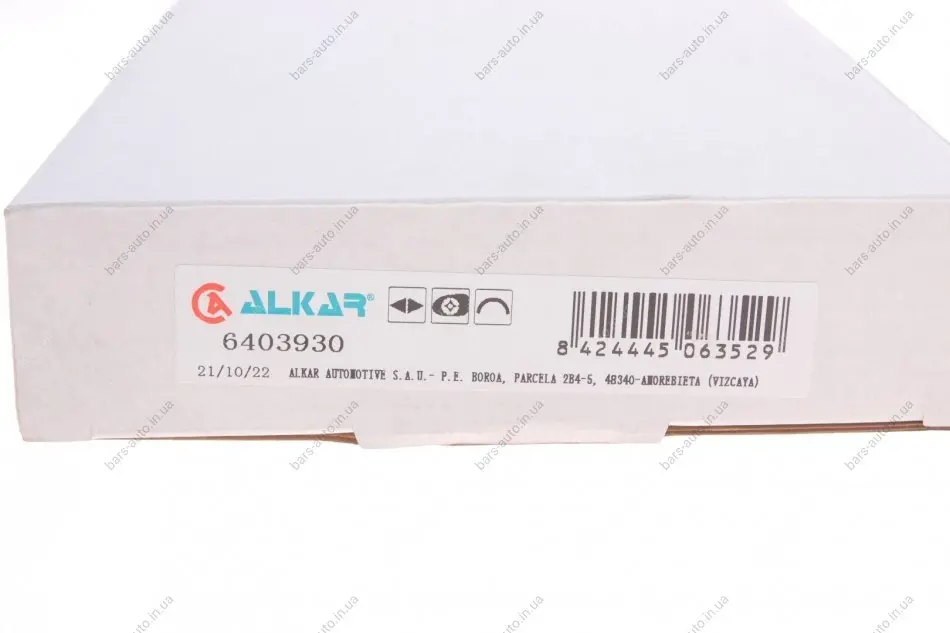 ALKAR®
6403930
8 424445 063529
21/10/22 ALKAR AUTOMOTIVE S.A.U.- P.E. BOROA, PARCELA 2B4-5, 48340-AMOREBIETA (VIZCAYA)
bars-auto.in.ua